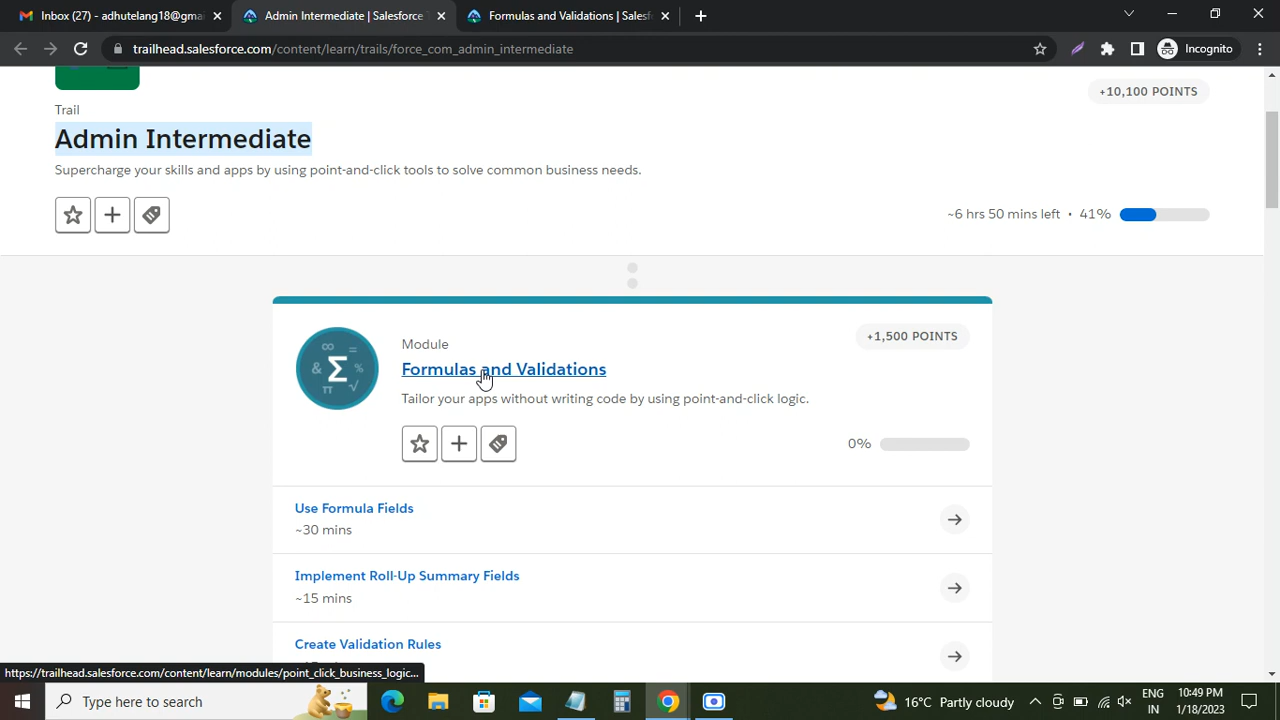 Inbox (27) - adhutelang18@gma
Admin Intermediate | Salesforce
Formulas and Validations | Salesf
trailhead.salesforce.com/content/learn/trails/force_com_admin_intermediate
Incognito
+10,100 POINTS
Trail
Admin Intermediate
Supercharge your skills and apps by using point-and-click tools to solve common business needs.
~6 hrs 50 mins left • 41%
Module
+1,500 POINTS
Formulas and Validations
Tailor your apps without writing code by using point-and-click logic.
0%
Use Formula Fields
~30 mins
Implement Roll-Up Summary Fields
~15 mins
Create Validation Rules
https://trailhead.salesforce.com/content/learn/modules/point_click_business_logic...
Type here to search
16°C Partly cloudy
ENG
IN
10:49 PM
1/18/2023